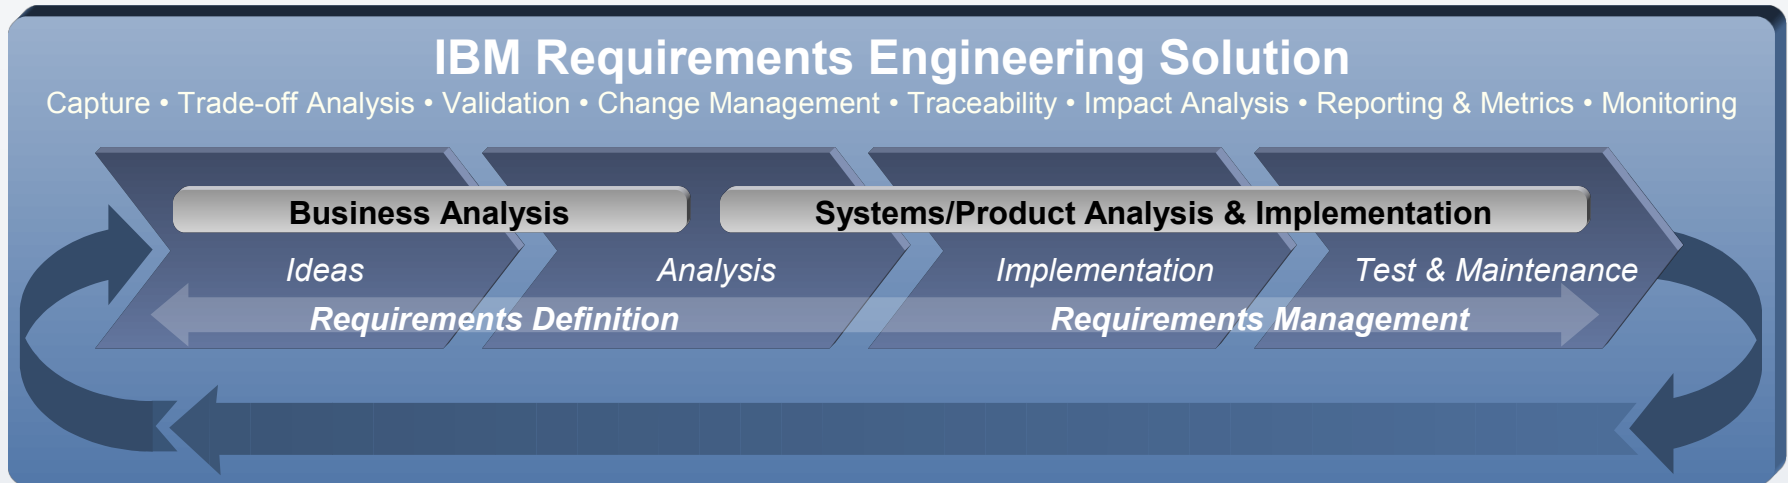 IBM Requirements Engineering Solution
Capture • Trade-off Analysis • Validation • Change Management • Traceability • Impact Analysis • Reporting & Metrics • Monitoring
Business Analysis
Systems/Product Analysis & Implementation
Ideas
Analysis
Implementation
Test & Maintenance
Requirements Definition
Requirements Management